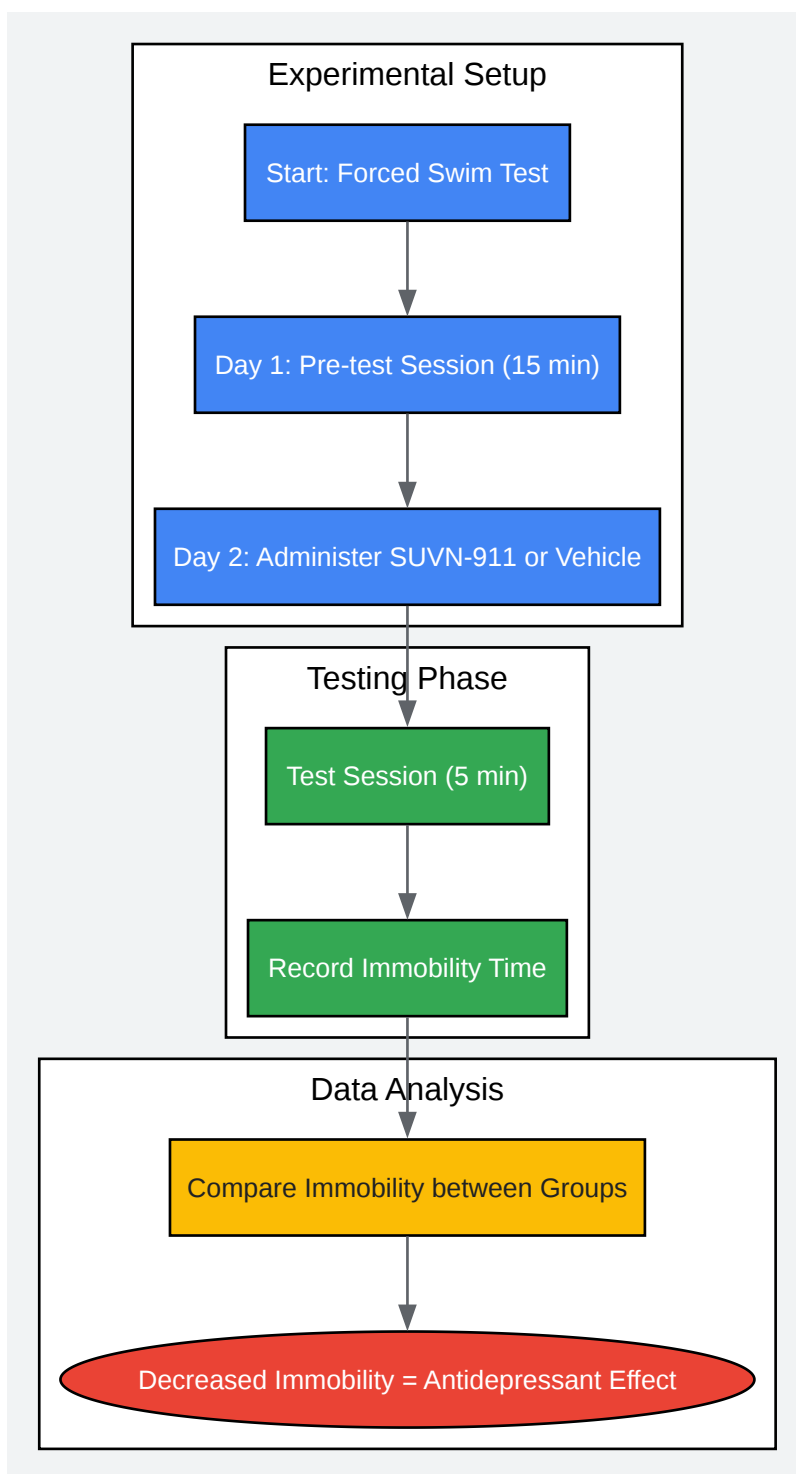 Experimental Setup
Start: Forced Swim Test
Day 1: Pre-test Session (15 min)
Day 2: Administer SUVN-911 or Vehicle
Testing Phase
Test Session (5 min)
Record Immobility Time
Data Analysis
Compare Immobility between Groups
Decreased Immobility = Antidepressant Effect